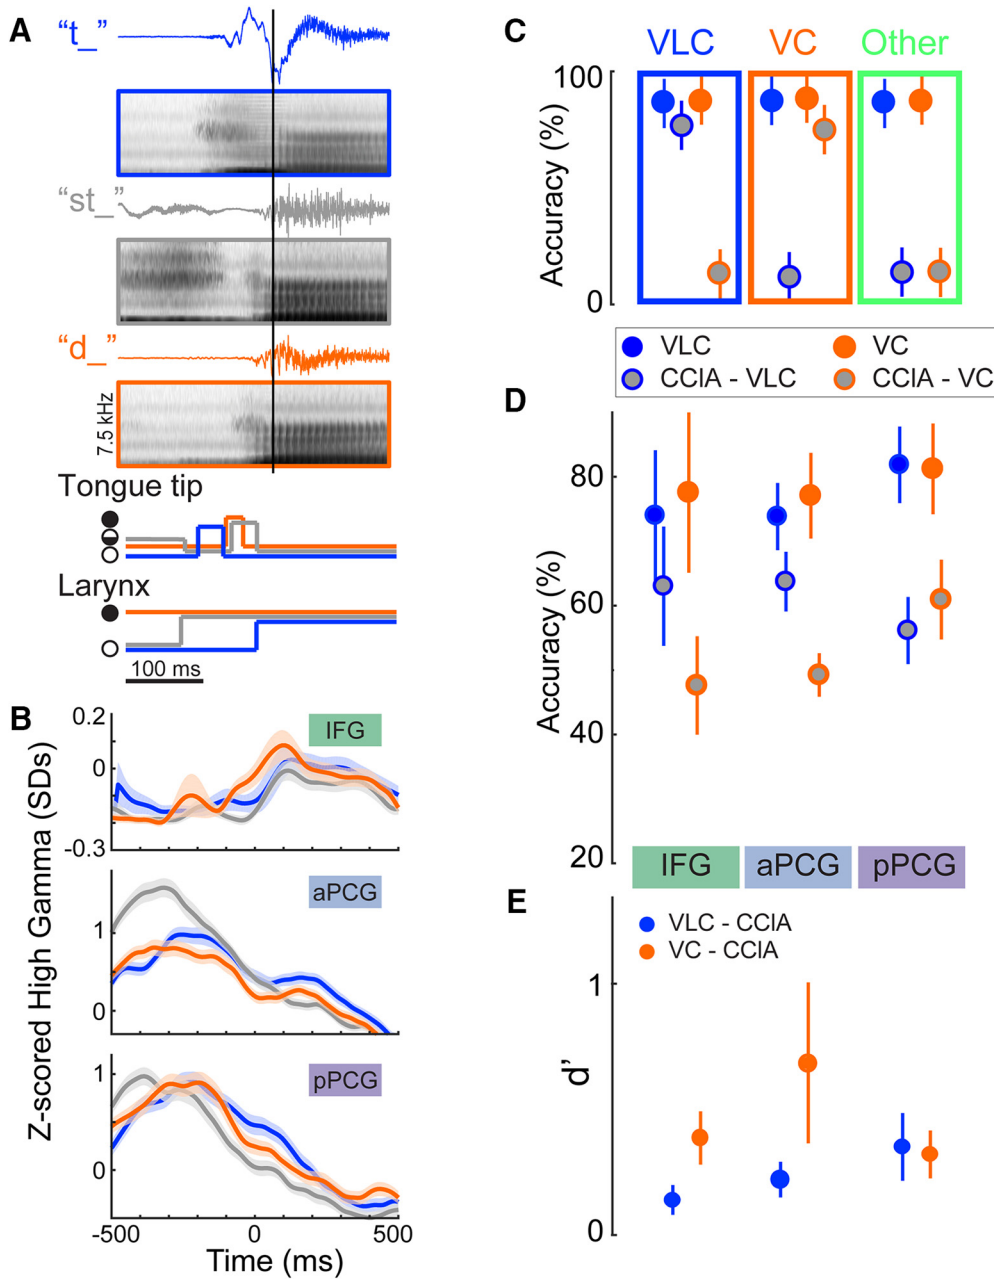 A
“t_”
“st_”
“d_”
7.5 kHz
Tongue tip
Larynx
100 ms
B
Z-scored High Gamma (SDs)
0.2
0
-0.3
IFG
1
0
aPCG
1
0
pPCG
-500 0 500
Time (ms)
C
VLC VC Other
Accuracy (%)
100
0
VLC VC
CCIA - VLC CCIA - VC
D
Accuracy (%)
80
60
40
20
IFG aPCG pPCG
E
VLC - CCIA
VC - CCIA
d’
1
0